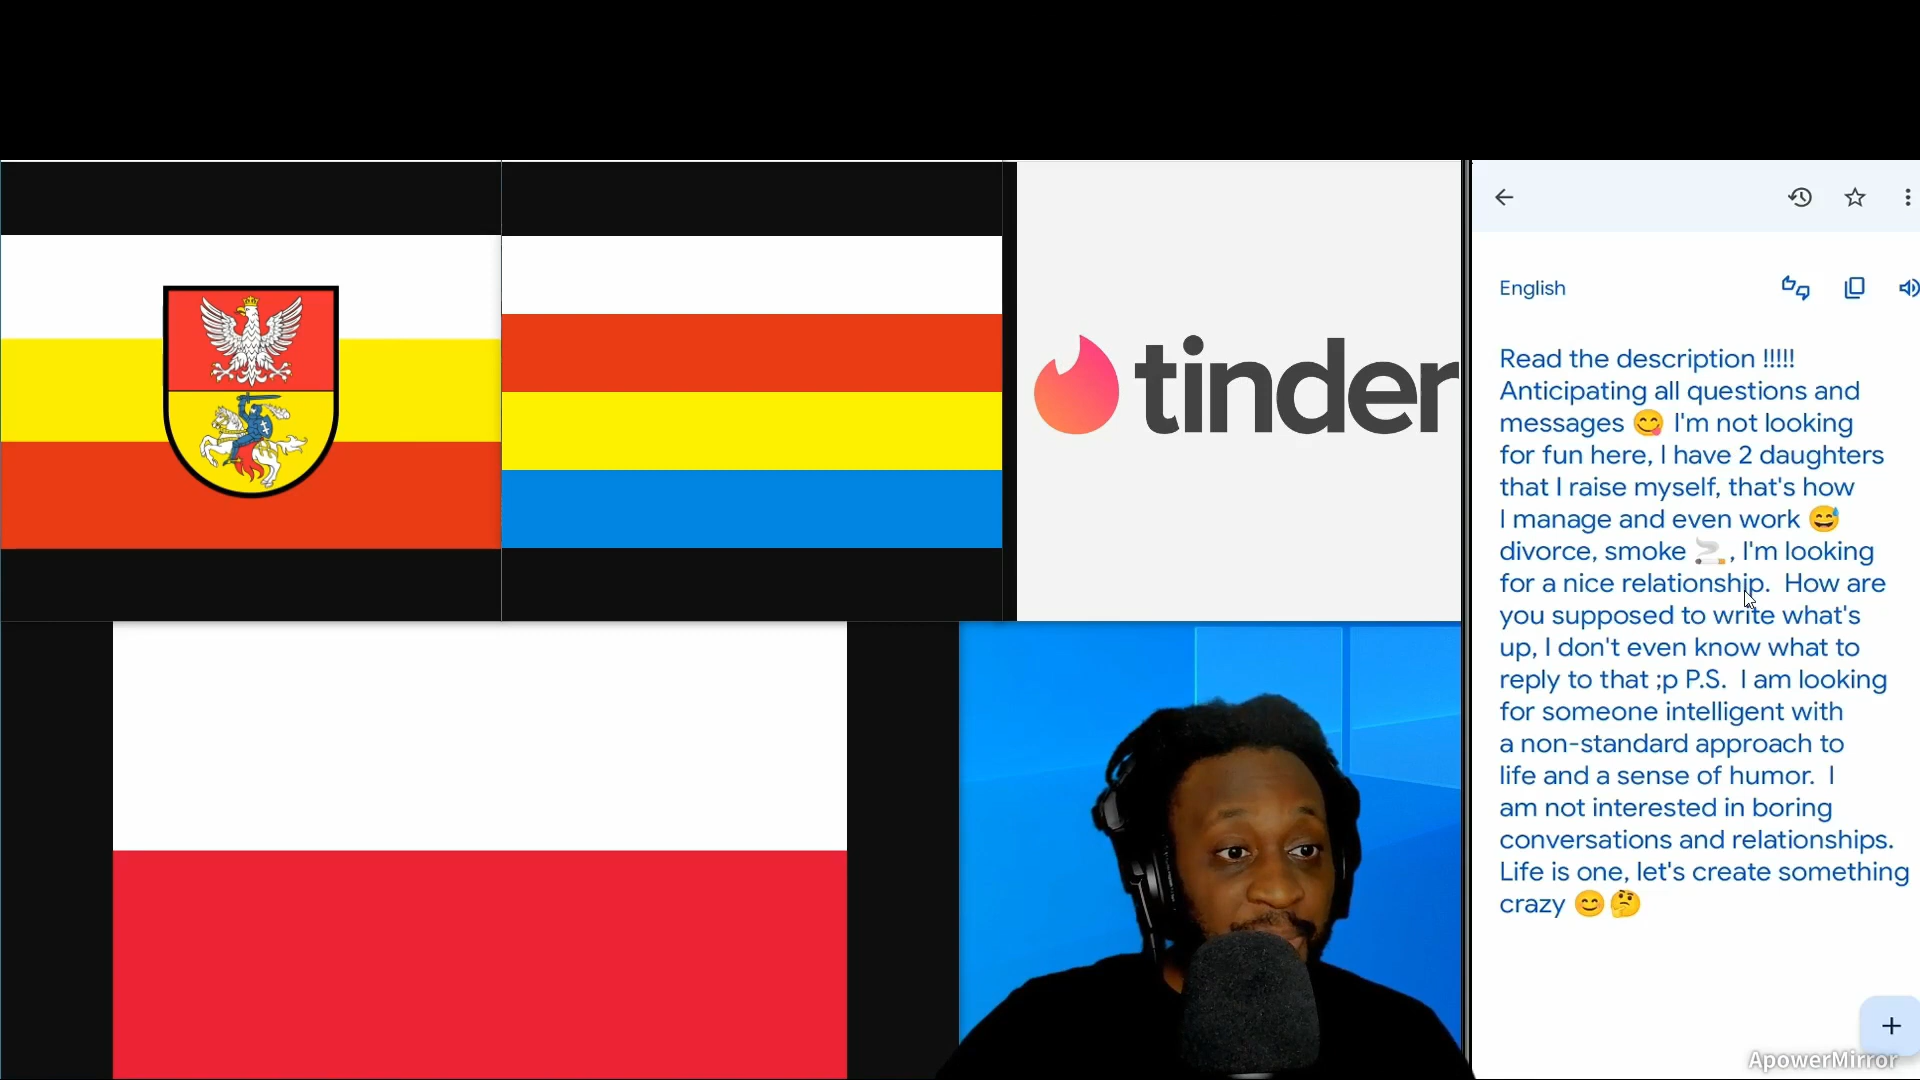 tinder
English
Read the description !!!!!
Anticipating all questions and
messages 😋 I'm not looking
for fun here, I have 2 daughters
that I raise myself, that's how
I manage and even work 😅
divorce, smoke 🚬, I'm looking
for a nice relationship.  How are
you supposed to write what's
up, I don't even know what to
reply to that ;p P.S.  I am looking
for someone intelligent with
a non-standard approach to
life and a sense of humor.  I
am not interested in boring
conversations and relationships.
Life is one, let's create something
crazy 😊🤔
ApowerMirror